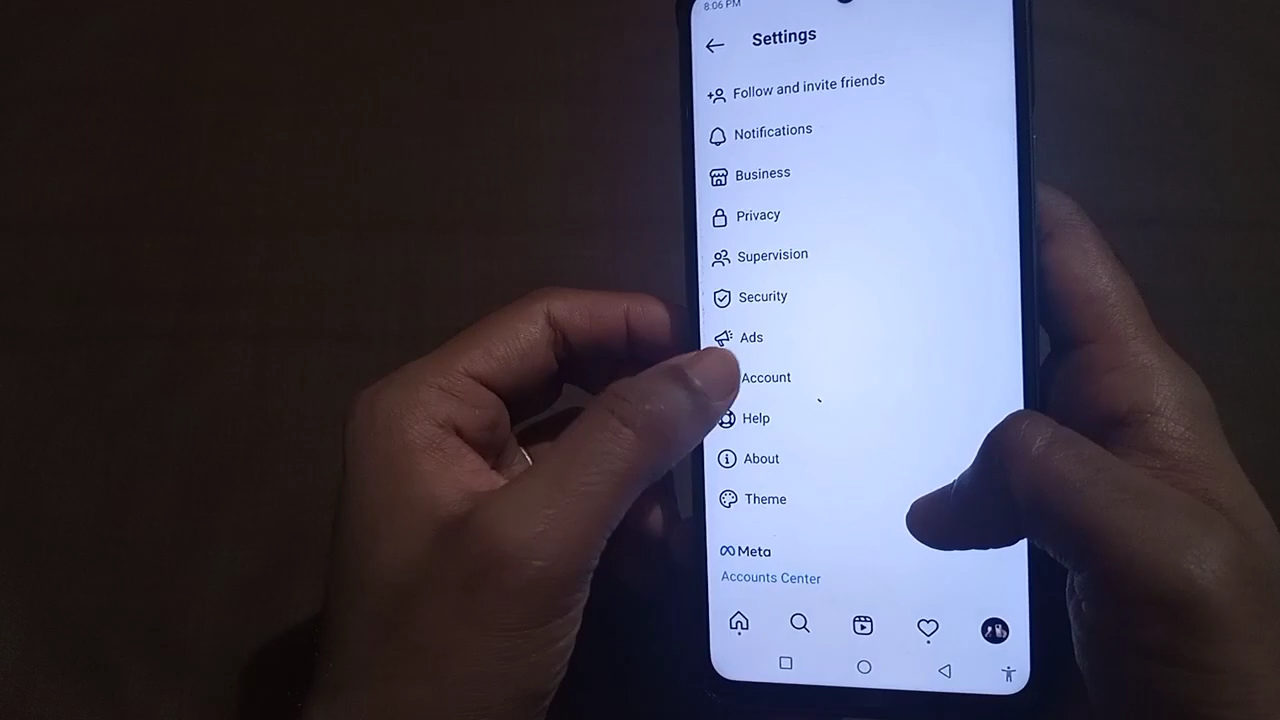 8:06 PM
Settings
Follow and invite friends
Notifications
Business
Privacy
Supervision
Security
Ads
Account
Help
About
Theme
Meta
Accounts Center